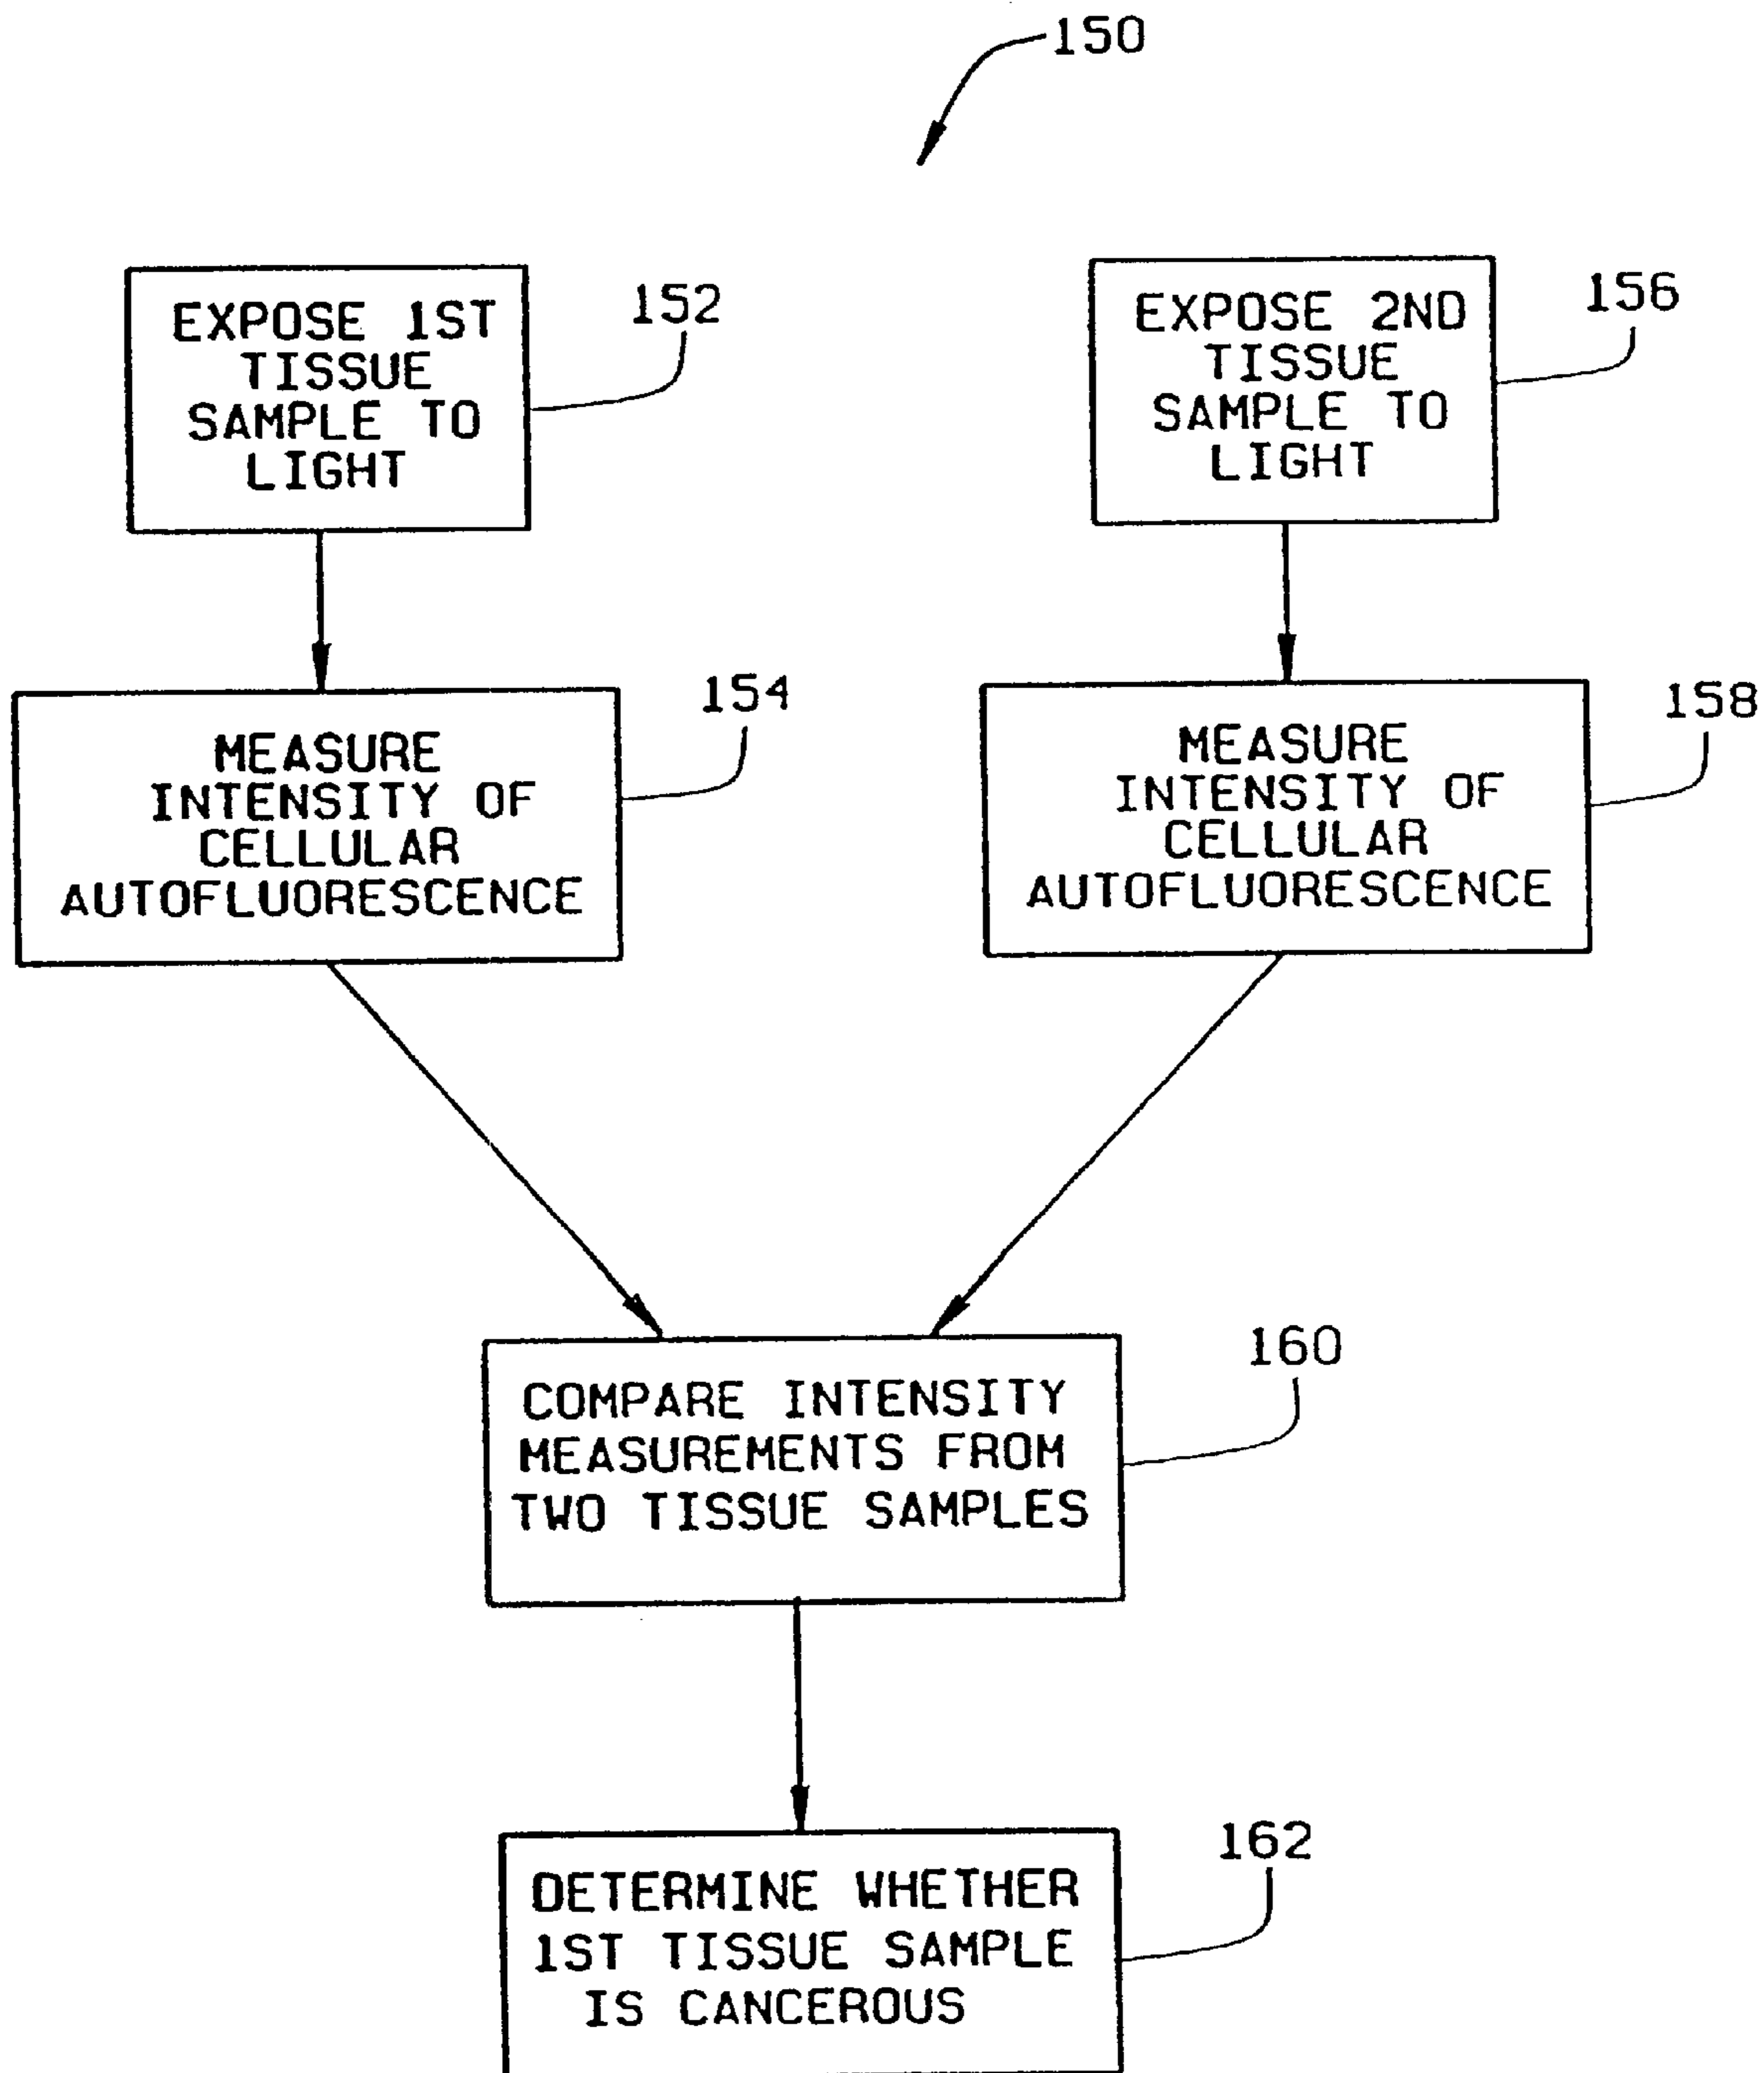 150
EXPOSE 1ST
TISSUE
SAMPLE TO
LIGHT
152
EXPOSE 2ND
TISSUE
SAMPLE TO
LIGHT
156
MEASURE
INTENSITY OF
CELLULAR
AUTOFLUORESCENCE
154
MEASURE
INTENSITY OF
CELLULAR
AUTOFLUORESCENCE
158
COMPARE INTENSITY
MEASUREMENTS FROM
TWO TISSUE SAMPLES
160
DETERMINE WHETHER
1ST TISSUE SAMPLE
IS CANCEROUS
162